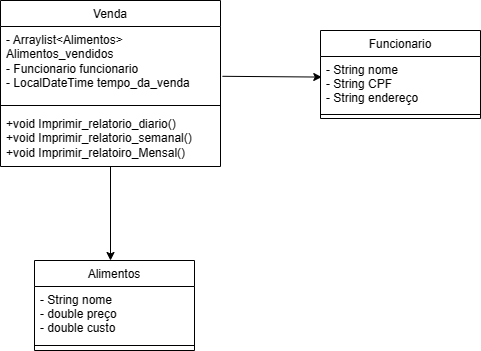 Venda
- Arraylist<Alimentos>
Alimentos_vendidos
- Funcionario funcionario
- LocalDateTime tempo_da_venda
+void Imprimir_relatorio_diario()
+void Imprimir_relatorio_semanal()
+void Imprimir_relatoiro_Mensal()
Funcionario
- String nome
- String CPF
- String endereço
Alimentos
- String nome
- double preço
- double custo